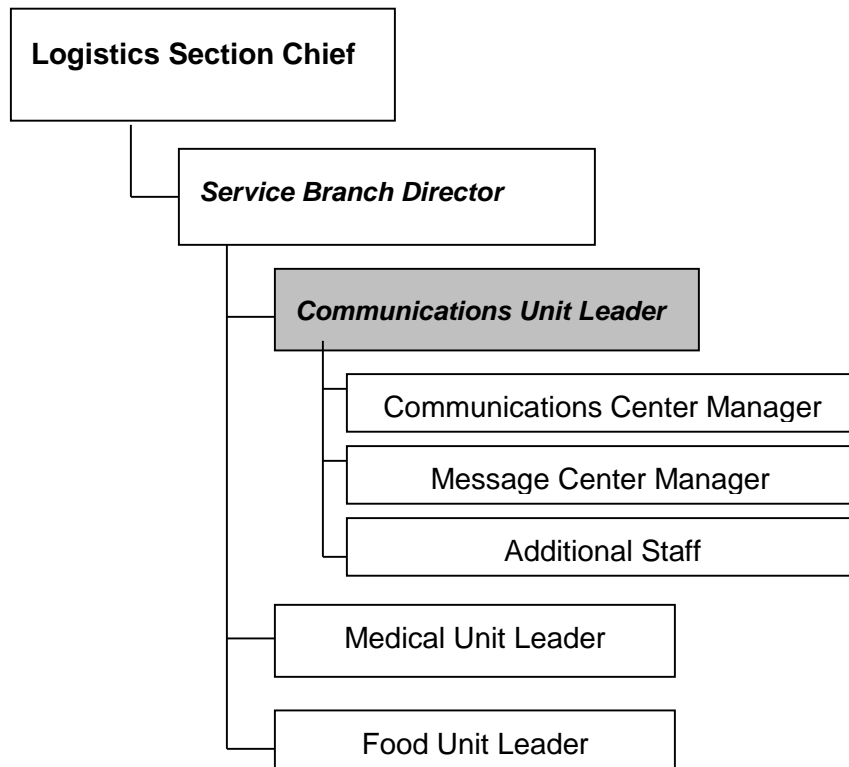 Logistics Section Chief
Service Branch Director
Communications Unit Leader
Communications Center Manager
Message Center Manager
Additional Staff
Medical Unit Leader
Food Unit Leader